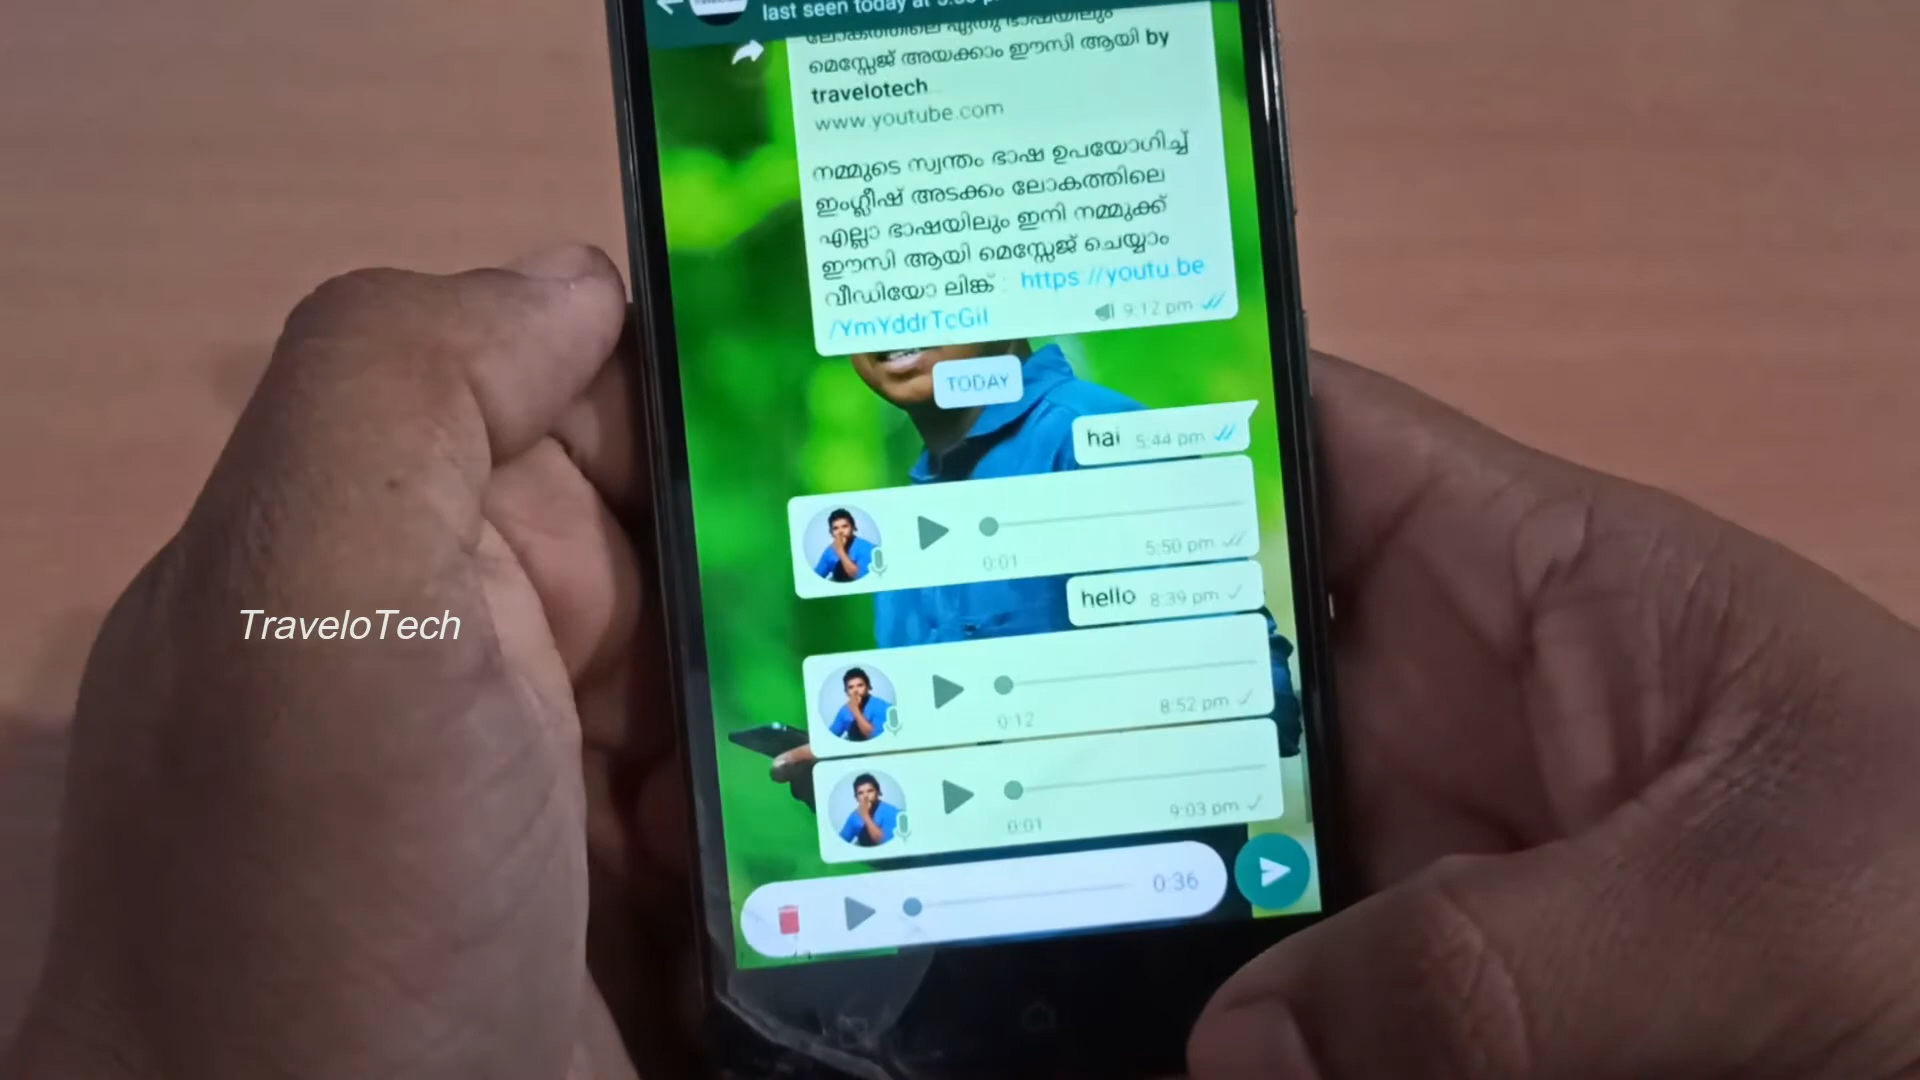 last seen today at
ലോകത്തിലെ ഏതു ഭാഷയിലും
മെസ്സേജ് അയക്കാം ഈസി ആയി by
travelotech
www.youtube.com
നമ്മുടെ സ്വന്തം ഭാഷ ഉപയോഗിച്ച്
ഇംഗ്ലീഷ് അടക്കം ലോകത്തിലെ
എല്ലാ ഭാഷയിലും ഇനി നമ്മുക്ക്
ഈസി ആയി മെസ്സേജ് ചെയ്യാം
വീഡിയോ ലിങ്ക് : https://youtu.be
/YmYddrTcGiI
9:12 pm
TODAY
hai 5:44 pm
0:01 5:50 pm
hello 8:39 pm
0:12 8:52 pm
0:01 9:03 pm
0:36
TraveloTech